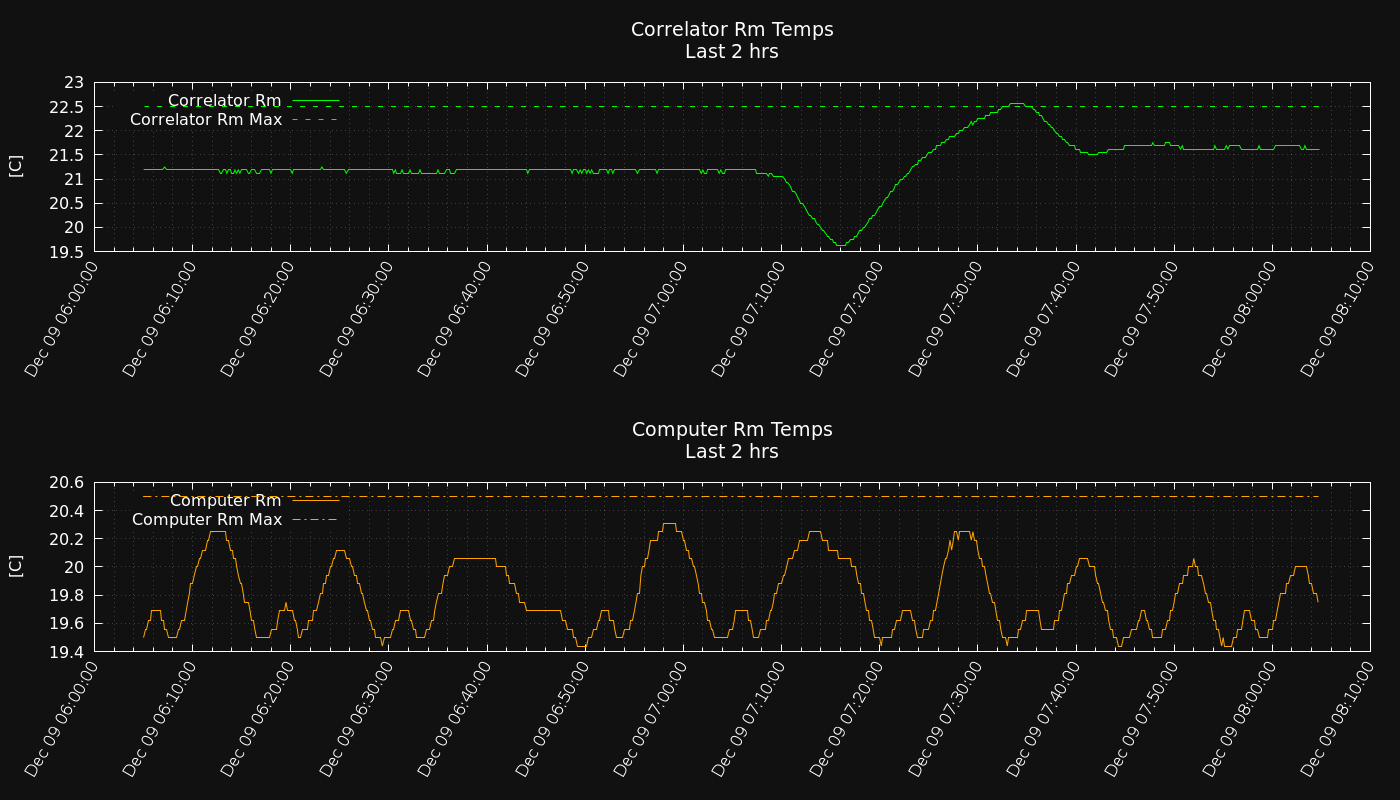 Correlator Rm Temps
Last 2 hrs
23
22.5
22
21.5
21
20.5
20
19.5
[C]
Correlator Rm
Correlator Rm Max
Dec 09 06:00:00
Dec 09 06:10:00
Dec 09 06:20:00
Dec 09 06:30:00
Dec 09 06:40:00
Dec 09 06:50:00
Dec 09 07:00:00
Dec 09 07:10:00
Dec 09 07:20:00
Dec 09 07:30:00
Dec 09 07:40:00
Dec 09 07:50:00
Dec 09 08:00:00
Dec 09 08:10:00
Computer Rm Temps
Last 2 hrs
20.6
20.4
20.2
20
19.8
19.6
19.4
[C]
Computer Rm
Computer Rm Max
Dec 09 06:00:00
Dec 09 06:10:00
Dec 09 06:20:00
Dec 09 06:30:00
Dec 09 06:40:00
Dec 09 06:50:00
Dec 09 07:00:00
Dec 09 07:10:00
Dec 09 07:20:00
Dec 09 07:30:00
Dec 09 07:40:00
Dec 09 07:50:00
Dec 09 08:00:00
Dec 09 08:10:00